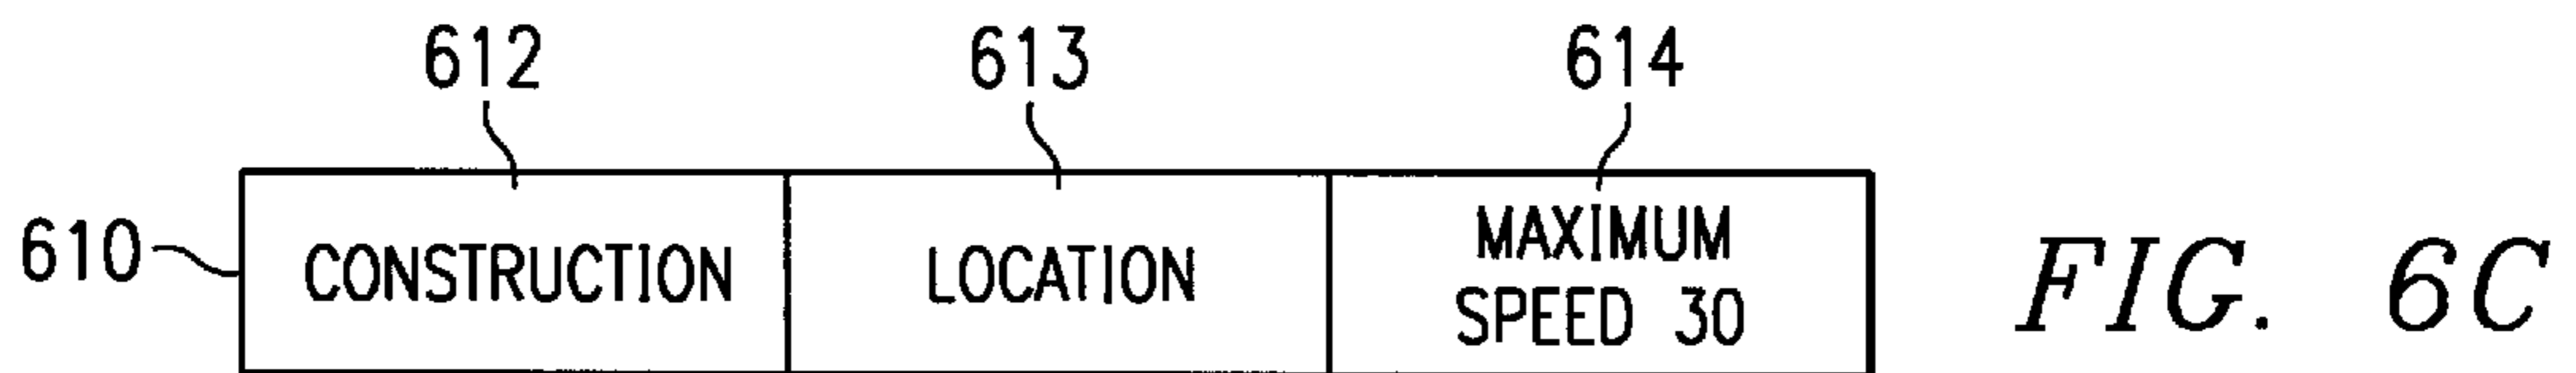 612 613 614
610 CONSTRUCTION LOCATION MAXIMUM
SPEED 30
FIG. 6C